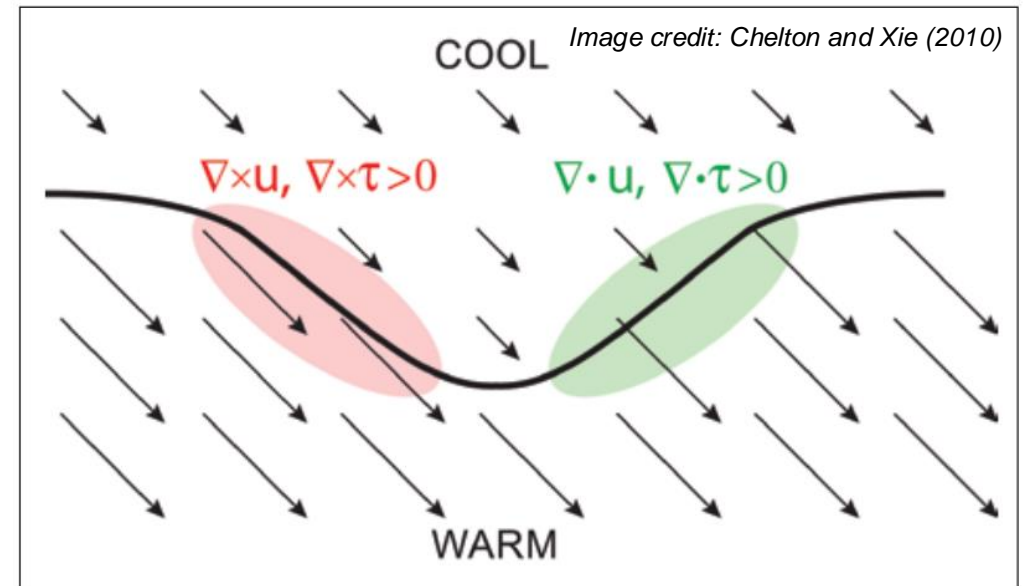 Image credit: Chelton and Xie (2010)
COOL
∇×u, ∇×τ>0
∇·u, ∇·τ>0
WARM